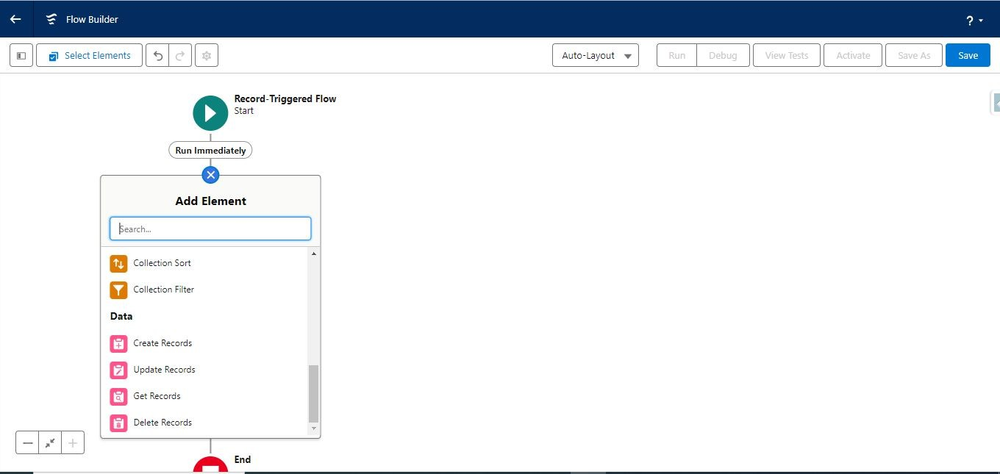 Flow Builder
?
Select Elements
Auto-Layout
Run
Debug
View Tests
Activate
Save As
Save
Record-Triggered Flow
Start
Run Immediately
Add Element
Search...
Collection Sort
Collection Filter
Data
Create Records
Update Records
Get Records
Delete Records
End